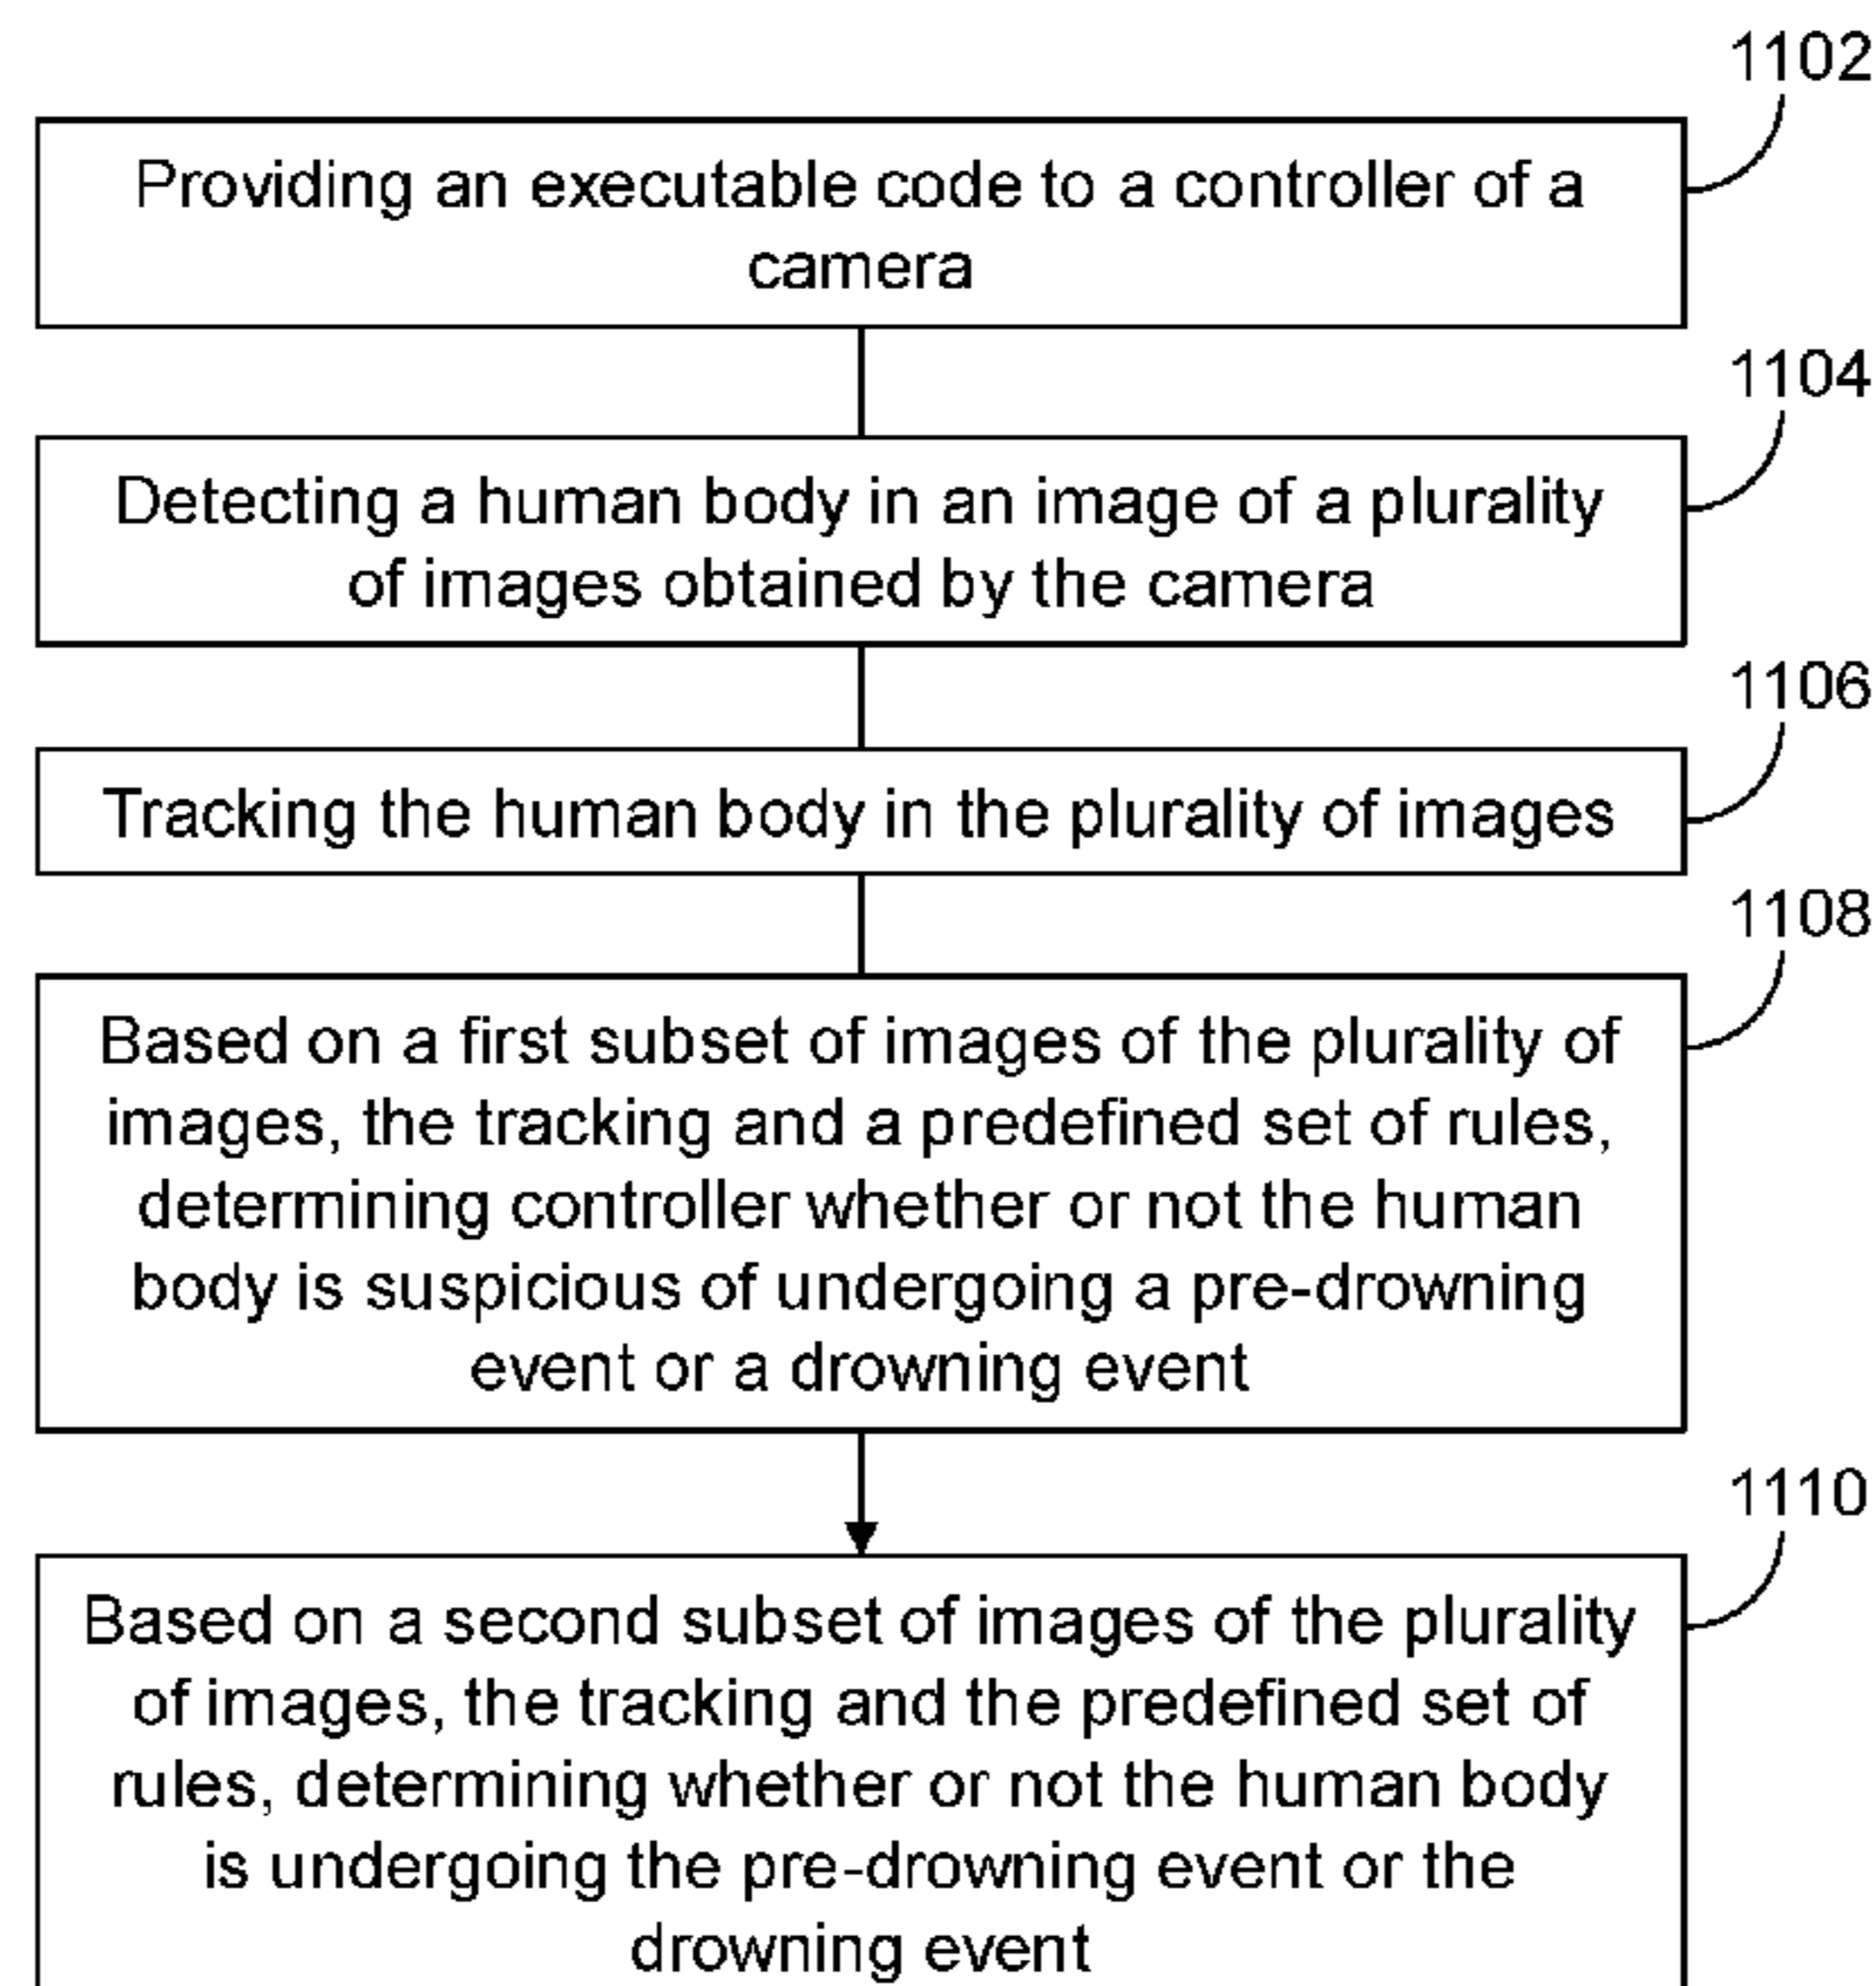 1102
Providing an executable code to a controller of a
camera
1104
Detecting a human body in an image of a plurality
of images obtained by the camera
1106
Tracking the human body in the plurality of images
1108
Based on a first subset of images of the plurality of
images, the tracking and a predefined set of rules,
determining controller whether or not the human
body is suspicious of undergoing a pre-drowning
event or a drowning event
1110
Based on a second subset of images of the plurality
of images, the tracking and the predefined set of
rules, determining whether or not the human body
is undergoing the pre-drowning event or the
drowning event